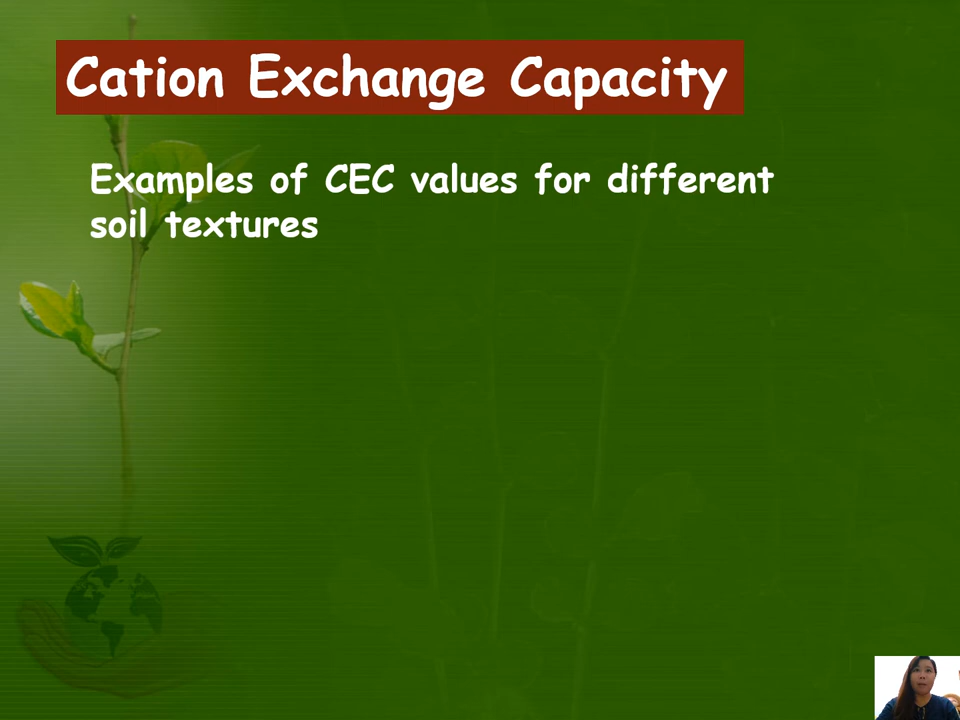 Cation Exchange Capacity
Examples of CEC values for different
soil textures